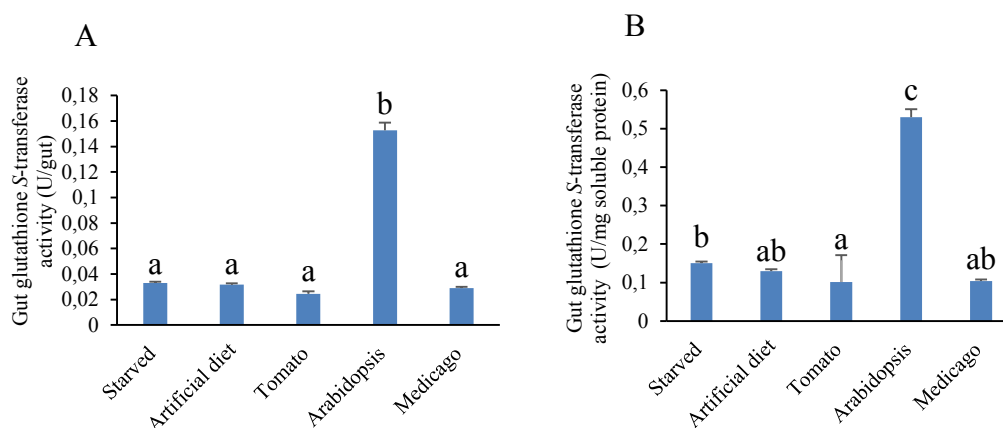 A
Gut glutathione S-transferase
activity (U/gut)
0,18
0,16
0,14
0,12
0,1
0,08
0,06
0,04
0,02
0
a
a
a
b
a
Starved
Artificial diet
Tomato
Arabidopsis
Medicago
B
Gut glutathione S-transferase
activity (U/mg soluble protein)
0,6
0,5
0,4
0,3
0,2
0,1
0
b
ab
a
c
ab
Starved
Artificial diet
Tomato
Arabidopsis
Medicago